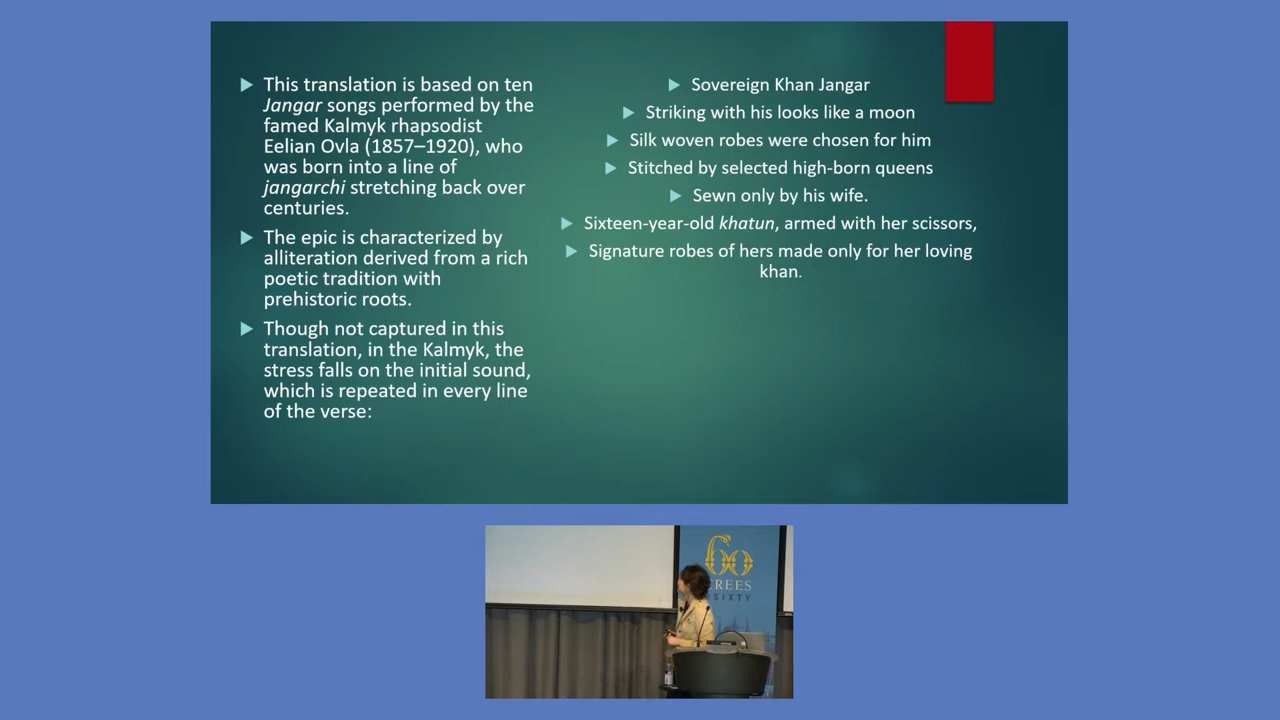 This translation is based on ten
Jangar songs performed by the
famed Kalmyk rhapsodist
Eelian Ovla (1857–1920), who
was born into a line of
jangarchi stretching back over
centuries.
The epic is characterized by
alliteration derived from a rich
poetic tradition with
prehistoric roots.
Though not captured in this
translation, in the Kalmyk, the
stress falls on the initial sound,
which is repeated in every line
of the verse:
Sovereign Khan Jangar
Striking with his looks like a moon
Silk woven robes were chosen for him
Stitched by selected high-born queens
Sewn only by his wife.
Sixteen-year-old khatun, armed with her scissors,
Signature robes of hers made only for her loving
khan.
60
REES
SIXTY